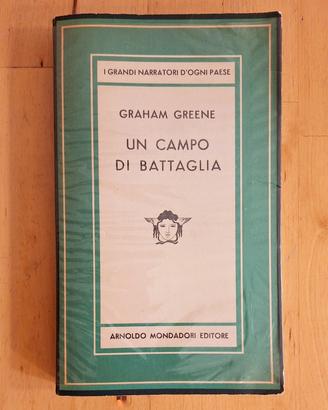 I GRANDI NARRATORI D'OGNI PAESE
GRAHAM GREENE
UN CAMPO
DI BATTAGLIA
ARNOLDO MONDADORI EDITORE